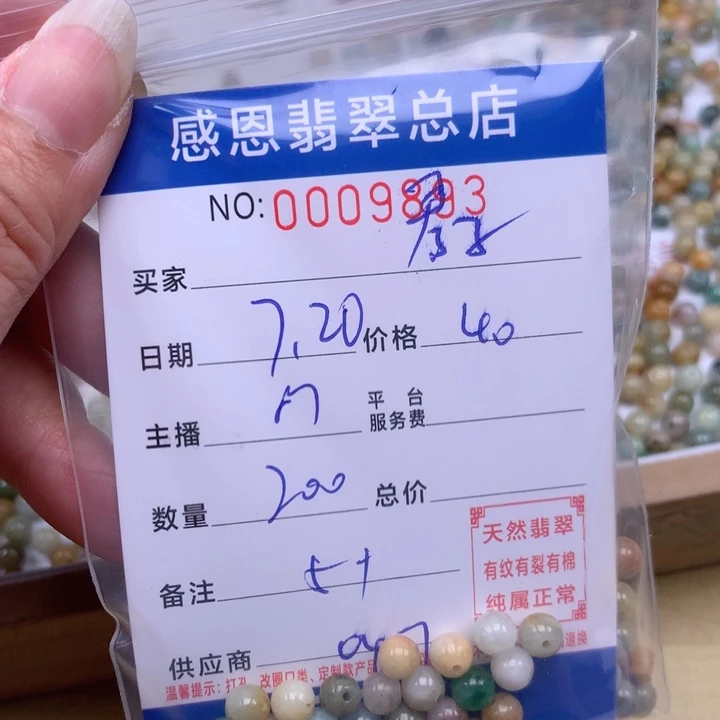 感恩翡翠总店
NO:0009893
买家
日期 7.20 价格 40
主播
平台服务费
数量 200 总价
备注 5+
天然翡翠
有纹有裂有棉
纯属正常
供应商
温馨提示:打孔、改圈口类、定制款产品 退换